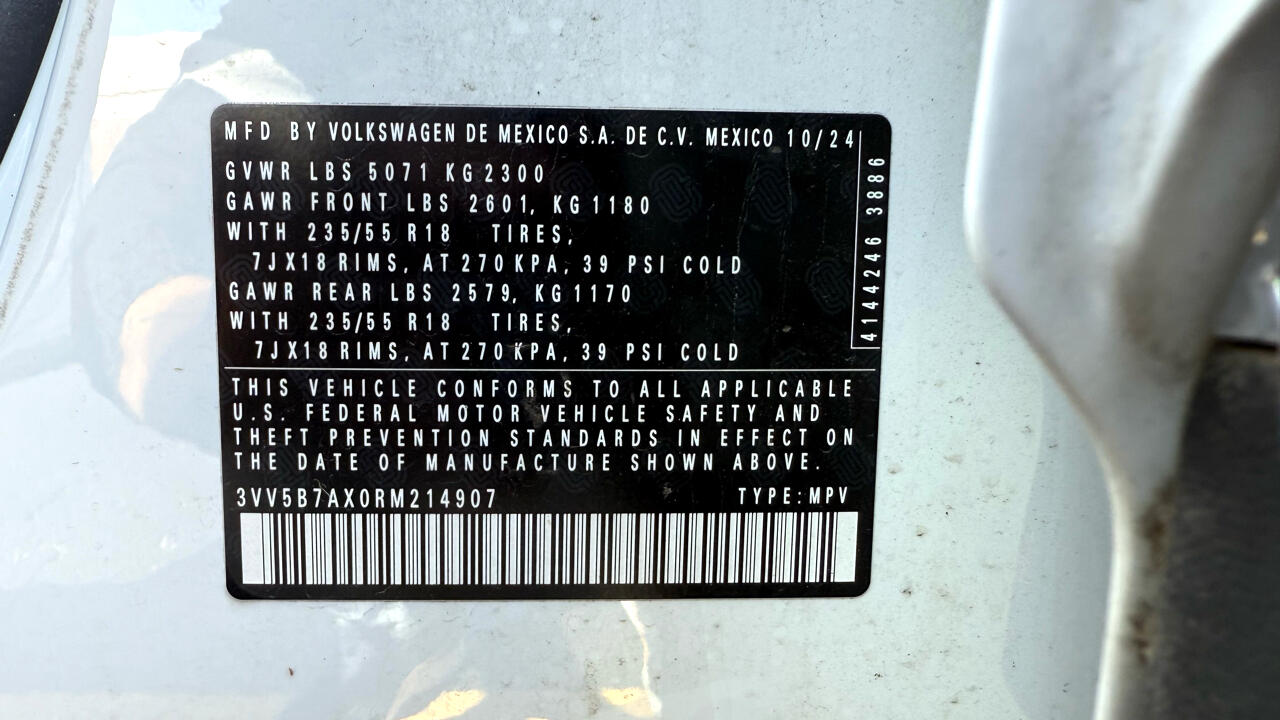 MFD BY VOLKSWAGEN DE MEXICO S.A. DE C.V. MEXICO 10/24
GVWR LBS 5071 KG 2300
GAWR FRONT LBS 2601, KG 1180
WITH 235/55 R18 TIRES,
7JX18 RIMS, AT 270 KPA, 39 PSI COLD
GAWR REAR LBS 2579, KG 1170
WITH 235/55 R18 TIRES,
7JX18 RIMS, AT 270 KPA, 39 PSI COLD
41444246 3886
THIS VEHICLE CONFORMS TO ALL APPLICABLE
U.S. FEDERAL MOTOR VEHICLE SAFETY AND
THEFT PREVENTION STANDARDS IN EFFECT ON
THE DATE OF MANUFACTURE SHOWN ABOVE.
3VV5B7AX0RM214907 TYPE: MPV